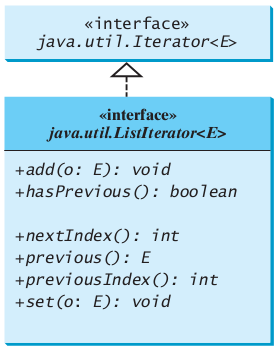 «interface»
java.util.Iterator<E>
«interface»
java.util.ListIterator<E>
+add(o: E): void
+hasPrevious(): boolean
+nextIndex(): int
+previous(): E
+previousIndex(): int
+set(o: E): void